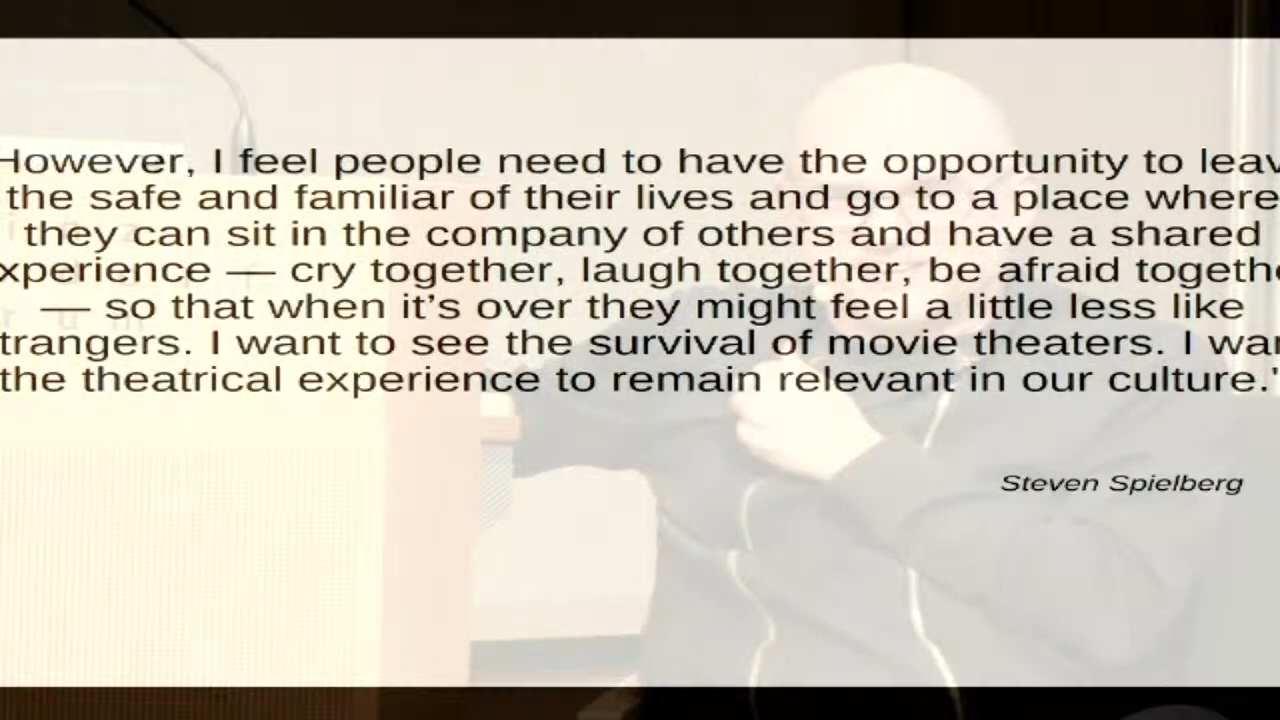 However, I feel people need to have the opportunity to leav
the safe and familiar of their lives and go to a place where
they can sit in the company of others and have a shared
xperience — cry together, laugh together, be afraid togethe
— so that when it’s over they might feel a little less like
trangers. I want to see the survival of movie theaters. I wan
the theatrical experience to remain relevant in our culture.'
Steven Spielberg